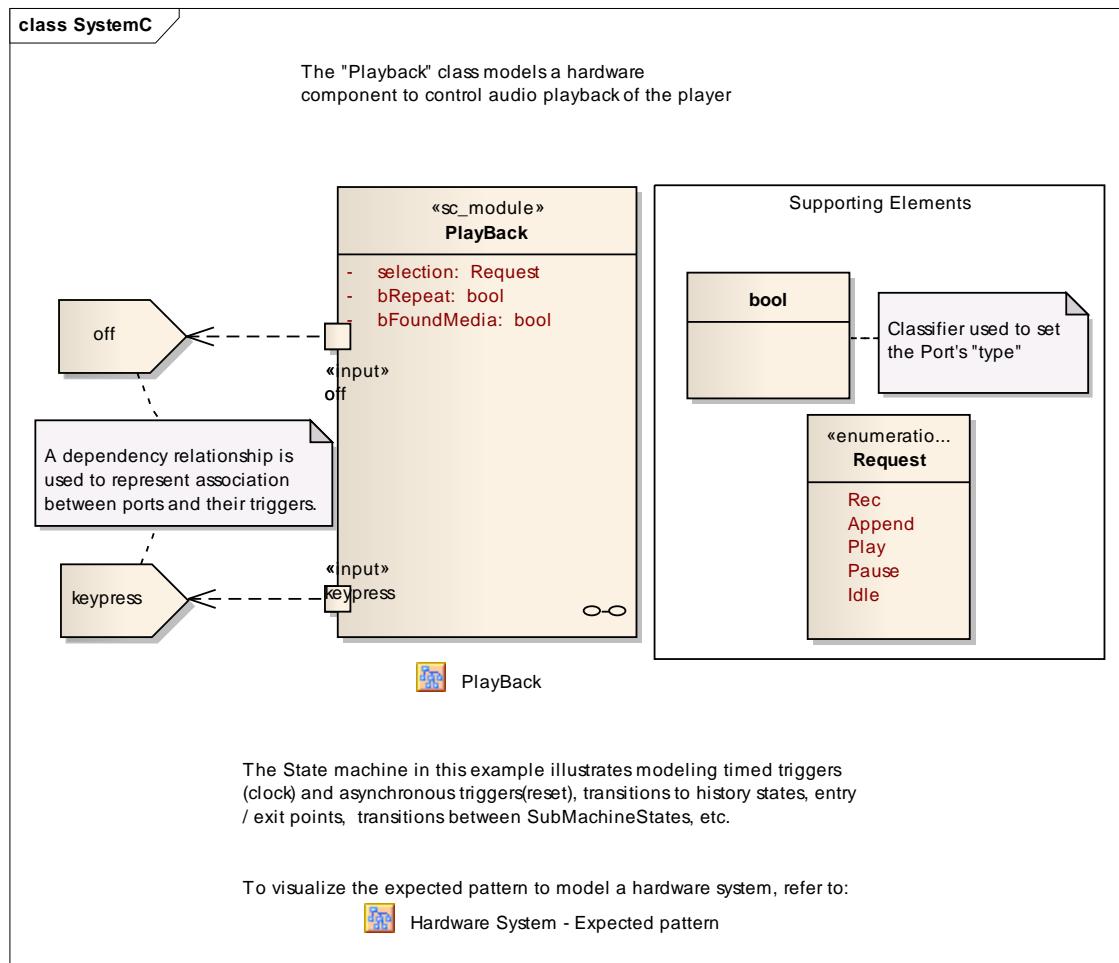 class SystemC
The "Playback" class models a hardware
component to control audio playback of the player
«sc_module»
PlayBack
- selection: Request
- bRepeat: bool
- bFoundMedia: bool
off
«input»
off
A dependency relationship is
used to represent association
between ports and their triggers.
keypress
«input»
keypress
Supporting Elements
bool
Classifier used to set
the Port's "type"
«enumeratio...
Request
Rec
Append
Play
Pause
Idle
PlayBack
The State machine in this example illustrates modeling timed triggers
(clock) and asynchronous triggers(reset), transitions to history states, entry
/ exit points, transitions between SubMachineStates, etc.
To visualize the expected pattern to model a hardware system, refer to:
Hardware System - Expected pattern